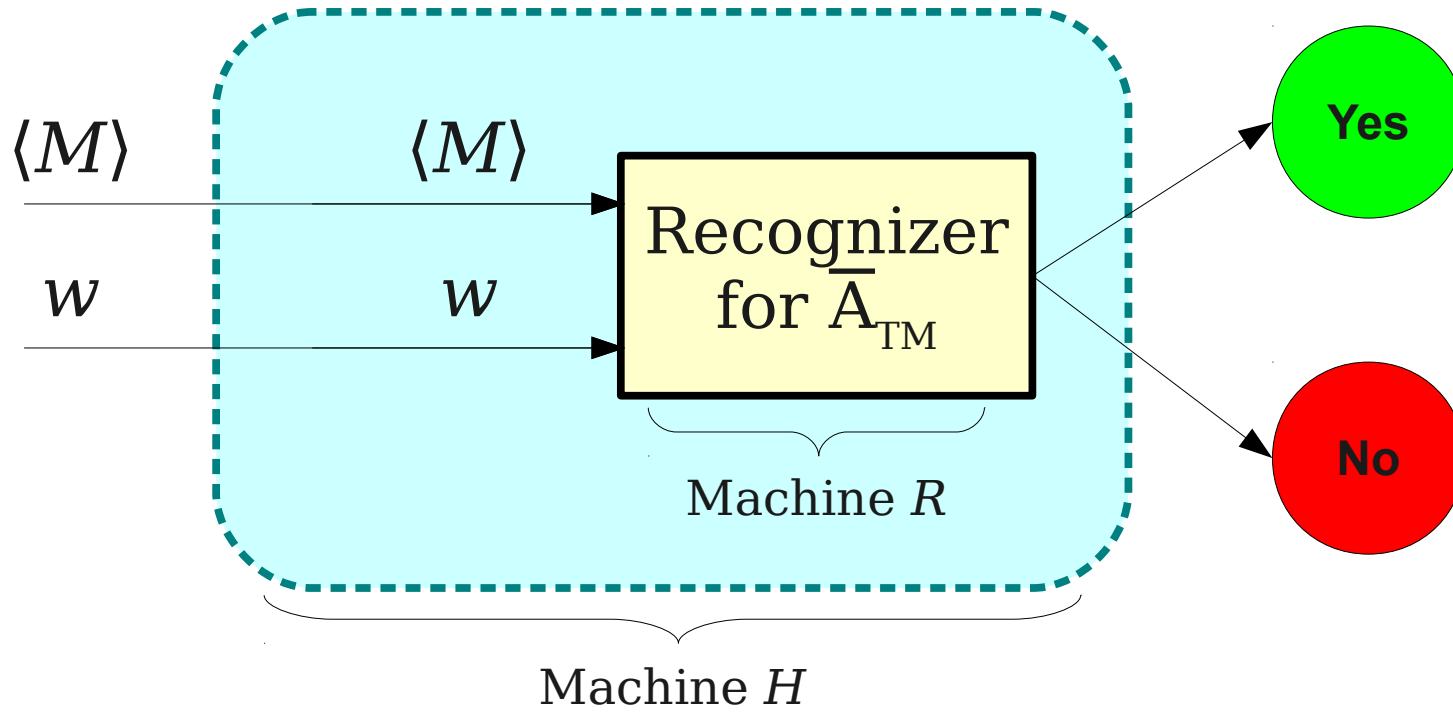 ⟨M⟩ ⟨M⟩
w w
Recognizer
for A̅TM
Machine R
Machine H
Yes
No